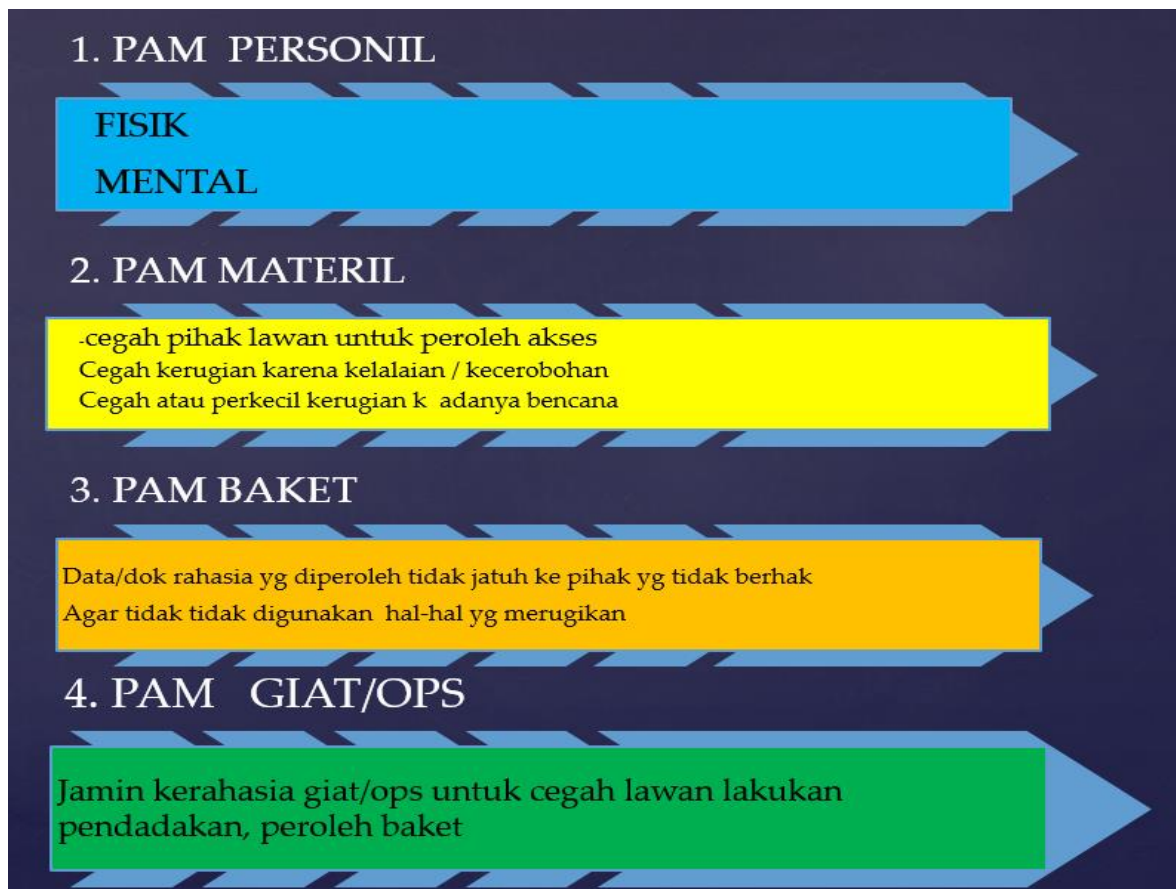 1. PAM PERSONIL
FISIK
MENTAL
2. PAM MATERIL
-cegah pihak lawan untuk peroleh akses
Cegah kerugian karena kelalaian / kecerobohan
Cegah atau perkecil kerugian k adanya bencana
3. PAM BAKET
Data/dok rahasia yg diperoleh tidak jatuh ke pihak yg tidak berhak
Agar tidak tidak digunakan hal-hal yg merugikan
4. PAM GIAT/OPS
Jamin kerahasia giat/ops untuk cegah lawan lakukan
pendadakan, peroleh baket